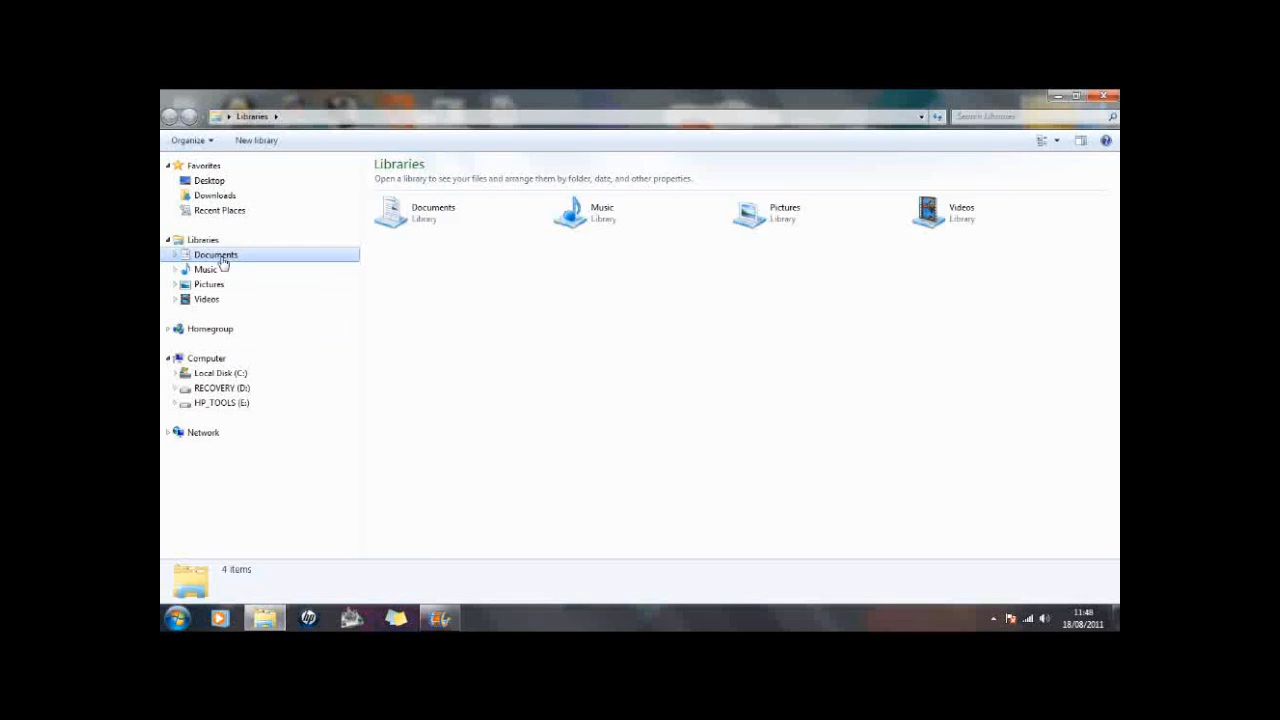 Libraries
Search Libraries
Organize
New library
Favorites
Desktop
Downloads
Recent Places
Libraries
Documents
Music
Pictures
Videos
Homegroup
Computer
Local Disk (C:)
RECOVERY (D:)
HP_TOOLS (E:)
Network
Libraries
Open a library to see your files and arrange them by folder, date, and other properties.
Documents
Library
Music
Library
Pictures
Library
Videos
Library
4 items
hp
11:48
18/08/2011